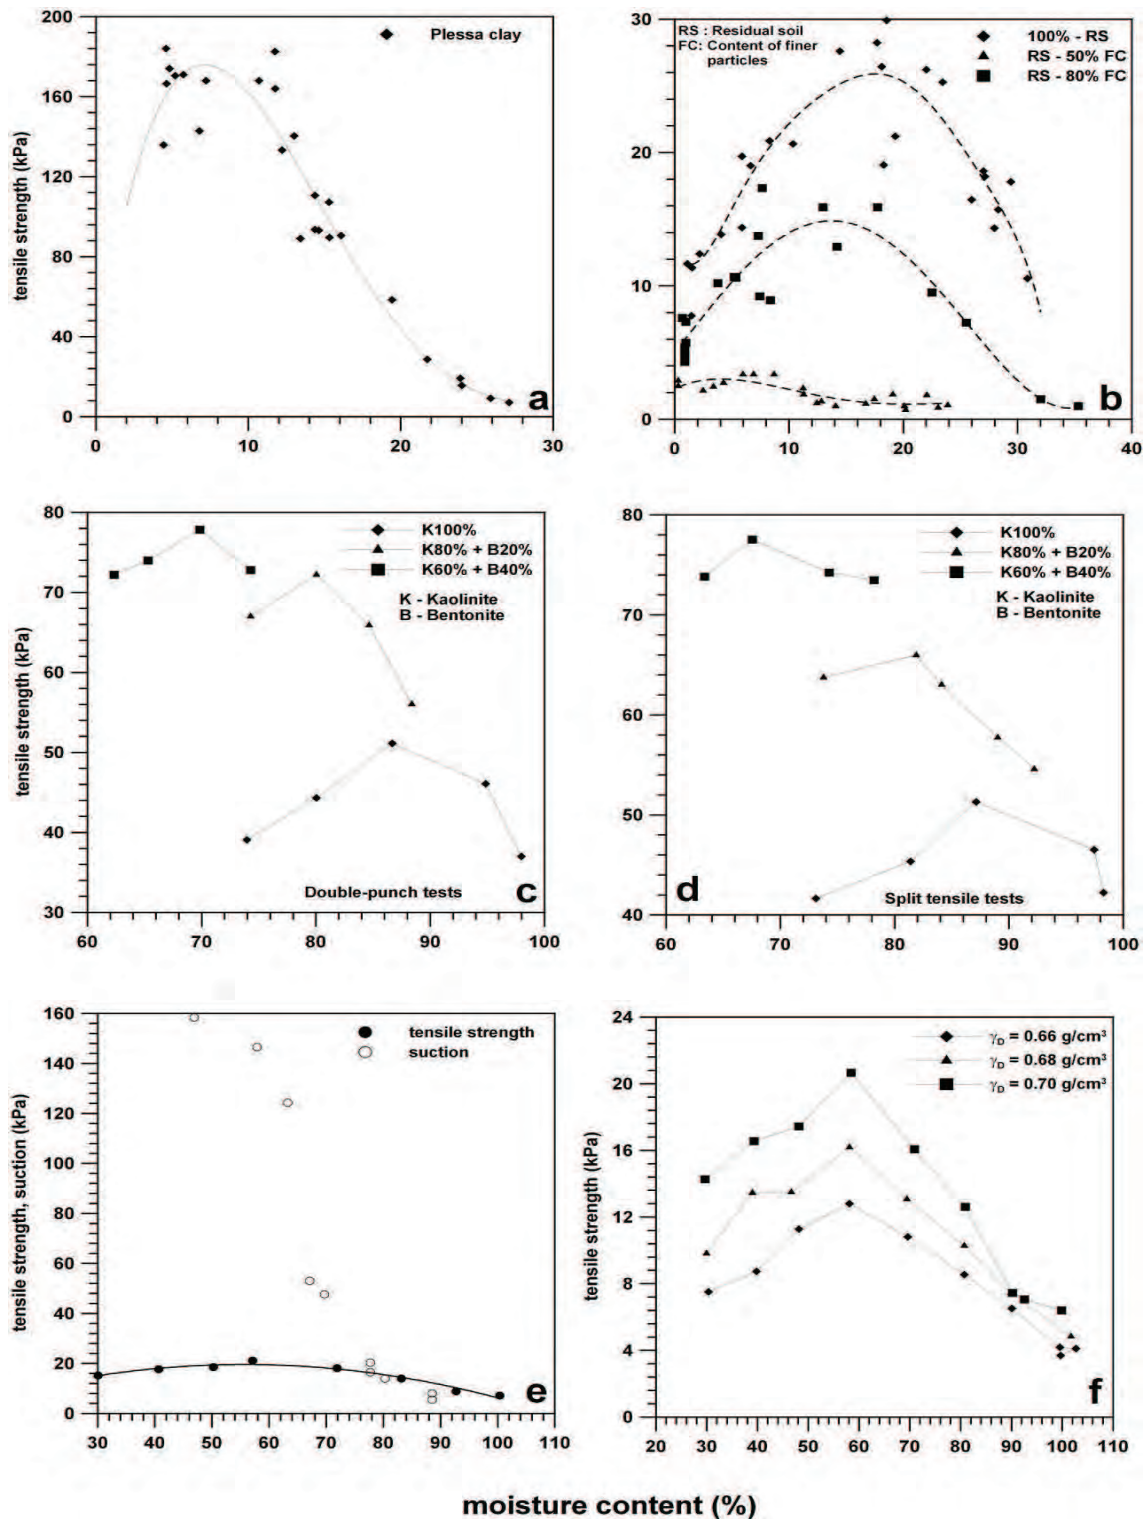 200
160
120
80
40
0
0
10
20
30
tensile strength (kPa)
Plessa clay
a
30
20
10
0
0
10
20
30
40
RS : Residual soil
FC: Content of finer
particles
100% - RS
RS - 50% FC
RS - 80% FC
b
80
70
60
50
40
30
60
70
80
90
100
tensile strength (kPa)
K100%
K80% + B20%
K60% + B40%
K - Kaolinite
B - Bentonite
Double-punch tests
c
80
70
60
50
40
60
70
80
90
100
K100%
K80% + B20%
K60% + B40%
K - Kaolinite
B - Bentonite
Split tensile tests
d
160
140
120
100
80
60
40
20
0
30
40
50
60
70
80
90
100
110
tensile strength, suction (kPa)
tensile strength
suction
e
24
20
16
12
8
4
0
20
30
40
50
60
70
80
90
100
110
tensile strength (kPa)
γD = 0.66 g/cm³
γD = 0.68 g/cm³
γD = 0.70 g/cm³
f
moisture content (%)